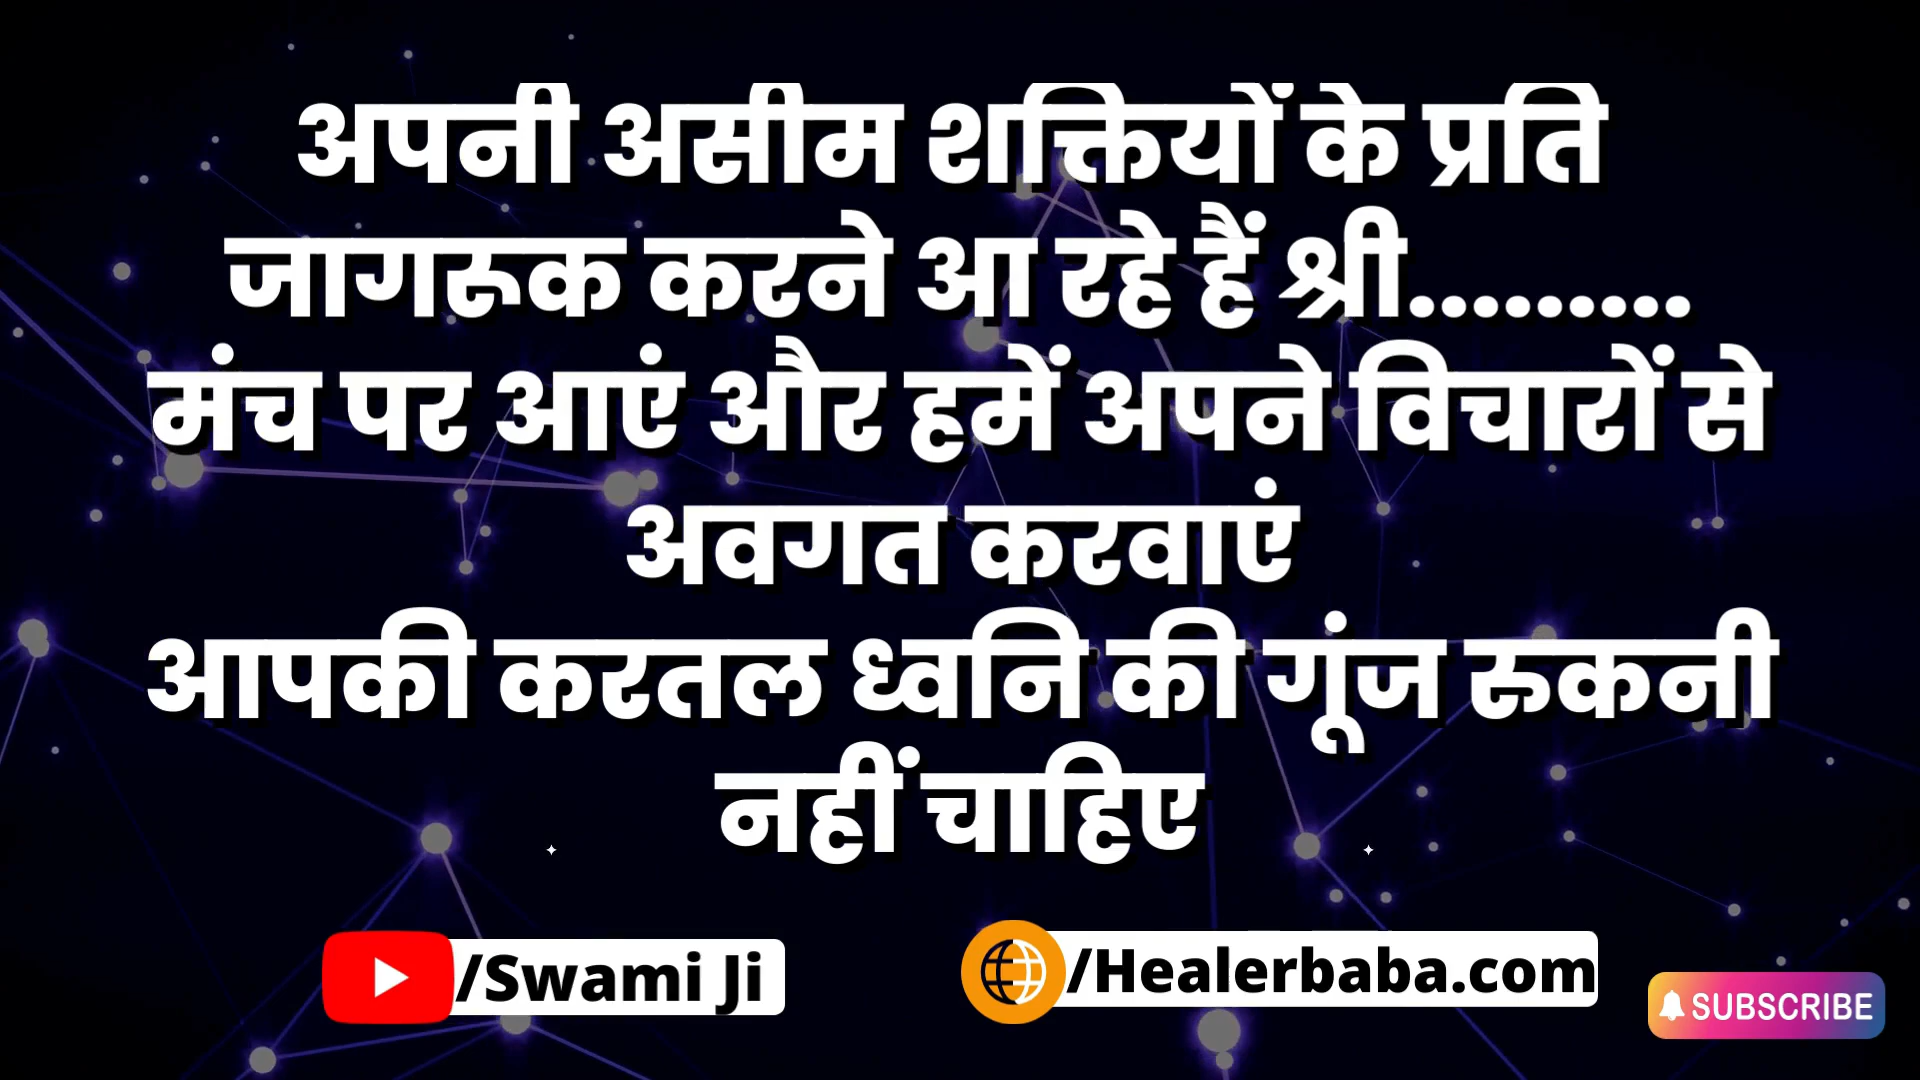 अपनी असीम शक्तियों के प्रति
जागरूक करने आ रहे हैं श्री.........
मंच पर आएं और हमें अपने विचारों से
अवगत करवाएं
आपकी करतल ध्वनि की गूंज रुकनी
नहीं चाहिए
/Swami Ji
/Healerbaba.com
SUBSCRIBE